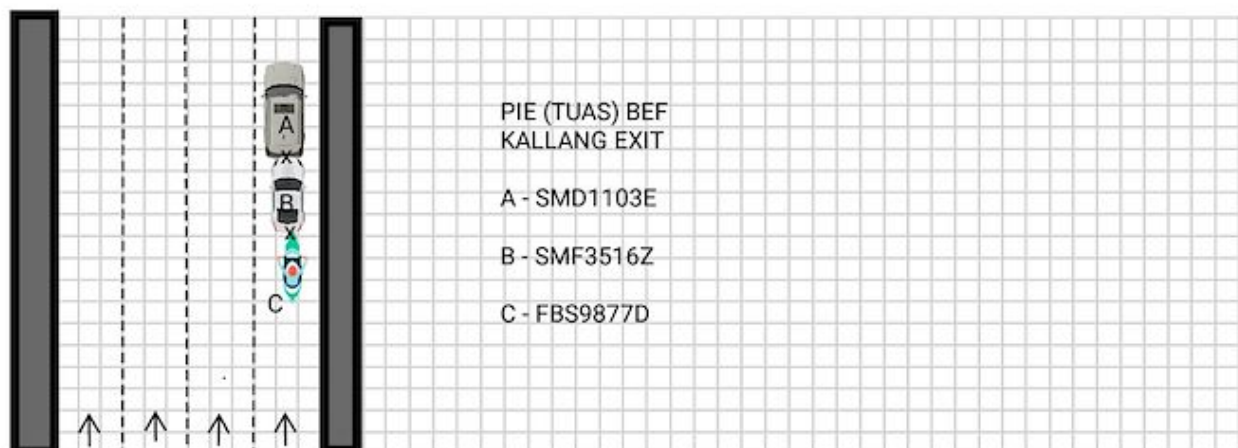 A
x
B
x
C
PIE (TUAS) BEF
KALLANG EXIT
A - SMD1103E
B - SMF3516Z
C - FBS9877D